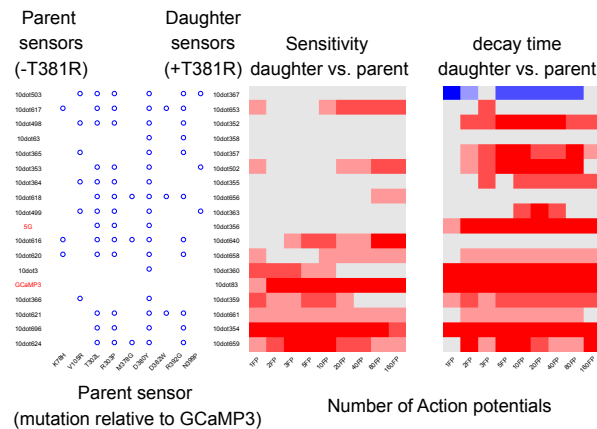 Parent
sensors
(-T381R)
Daughter
sensors
(+T381R)
Sensitivity
daughter vs. parent
decay time
daughter vs. parent
10dot503 10dot367
10dot617 10dot653
10dot498 10dot352
10dot63 10dot358
10dot365 10dot357
10dot353 10dot502
10dot364 10dot355
10dot618 10dot656
10dot499 10dot363
5G 10dot356
10dot616 10dot640
10dot620 10dot658
10dot3 10dot360
GCaMP3 10dot83
10dot366 10dot359
10dot621 10dot661
10dot696 10dot354
10dot624 10dot659
K78H V105R T302L R303P M378G D380Y D382W R392G N399P
1FP 2FP 3FP 5FP 10FP 20FP 40FP 80FP 160FP
1FP 2FP 3FP 5FP 10FP 20FP 40FP 80FP 160FP
Parent sensor
(mutation relative to GCaMP3)
Number of Action potentials